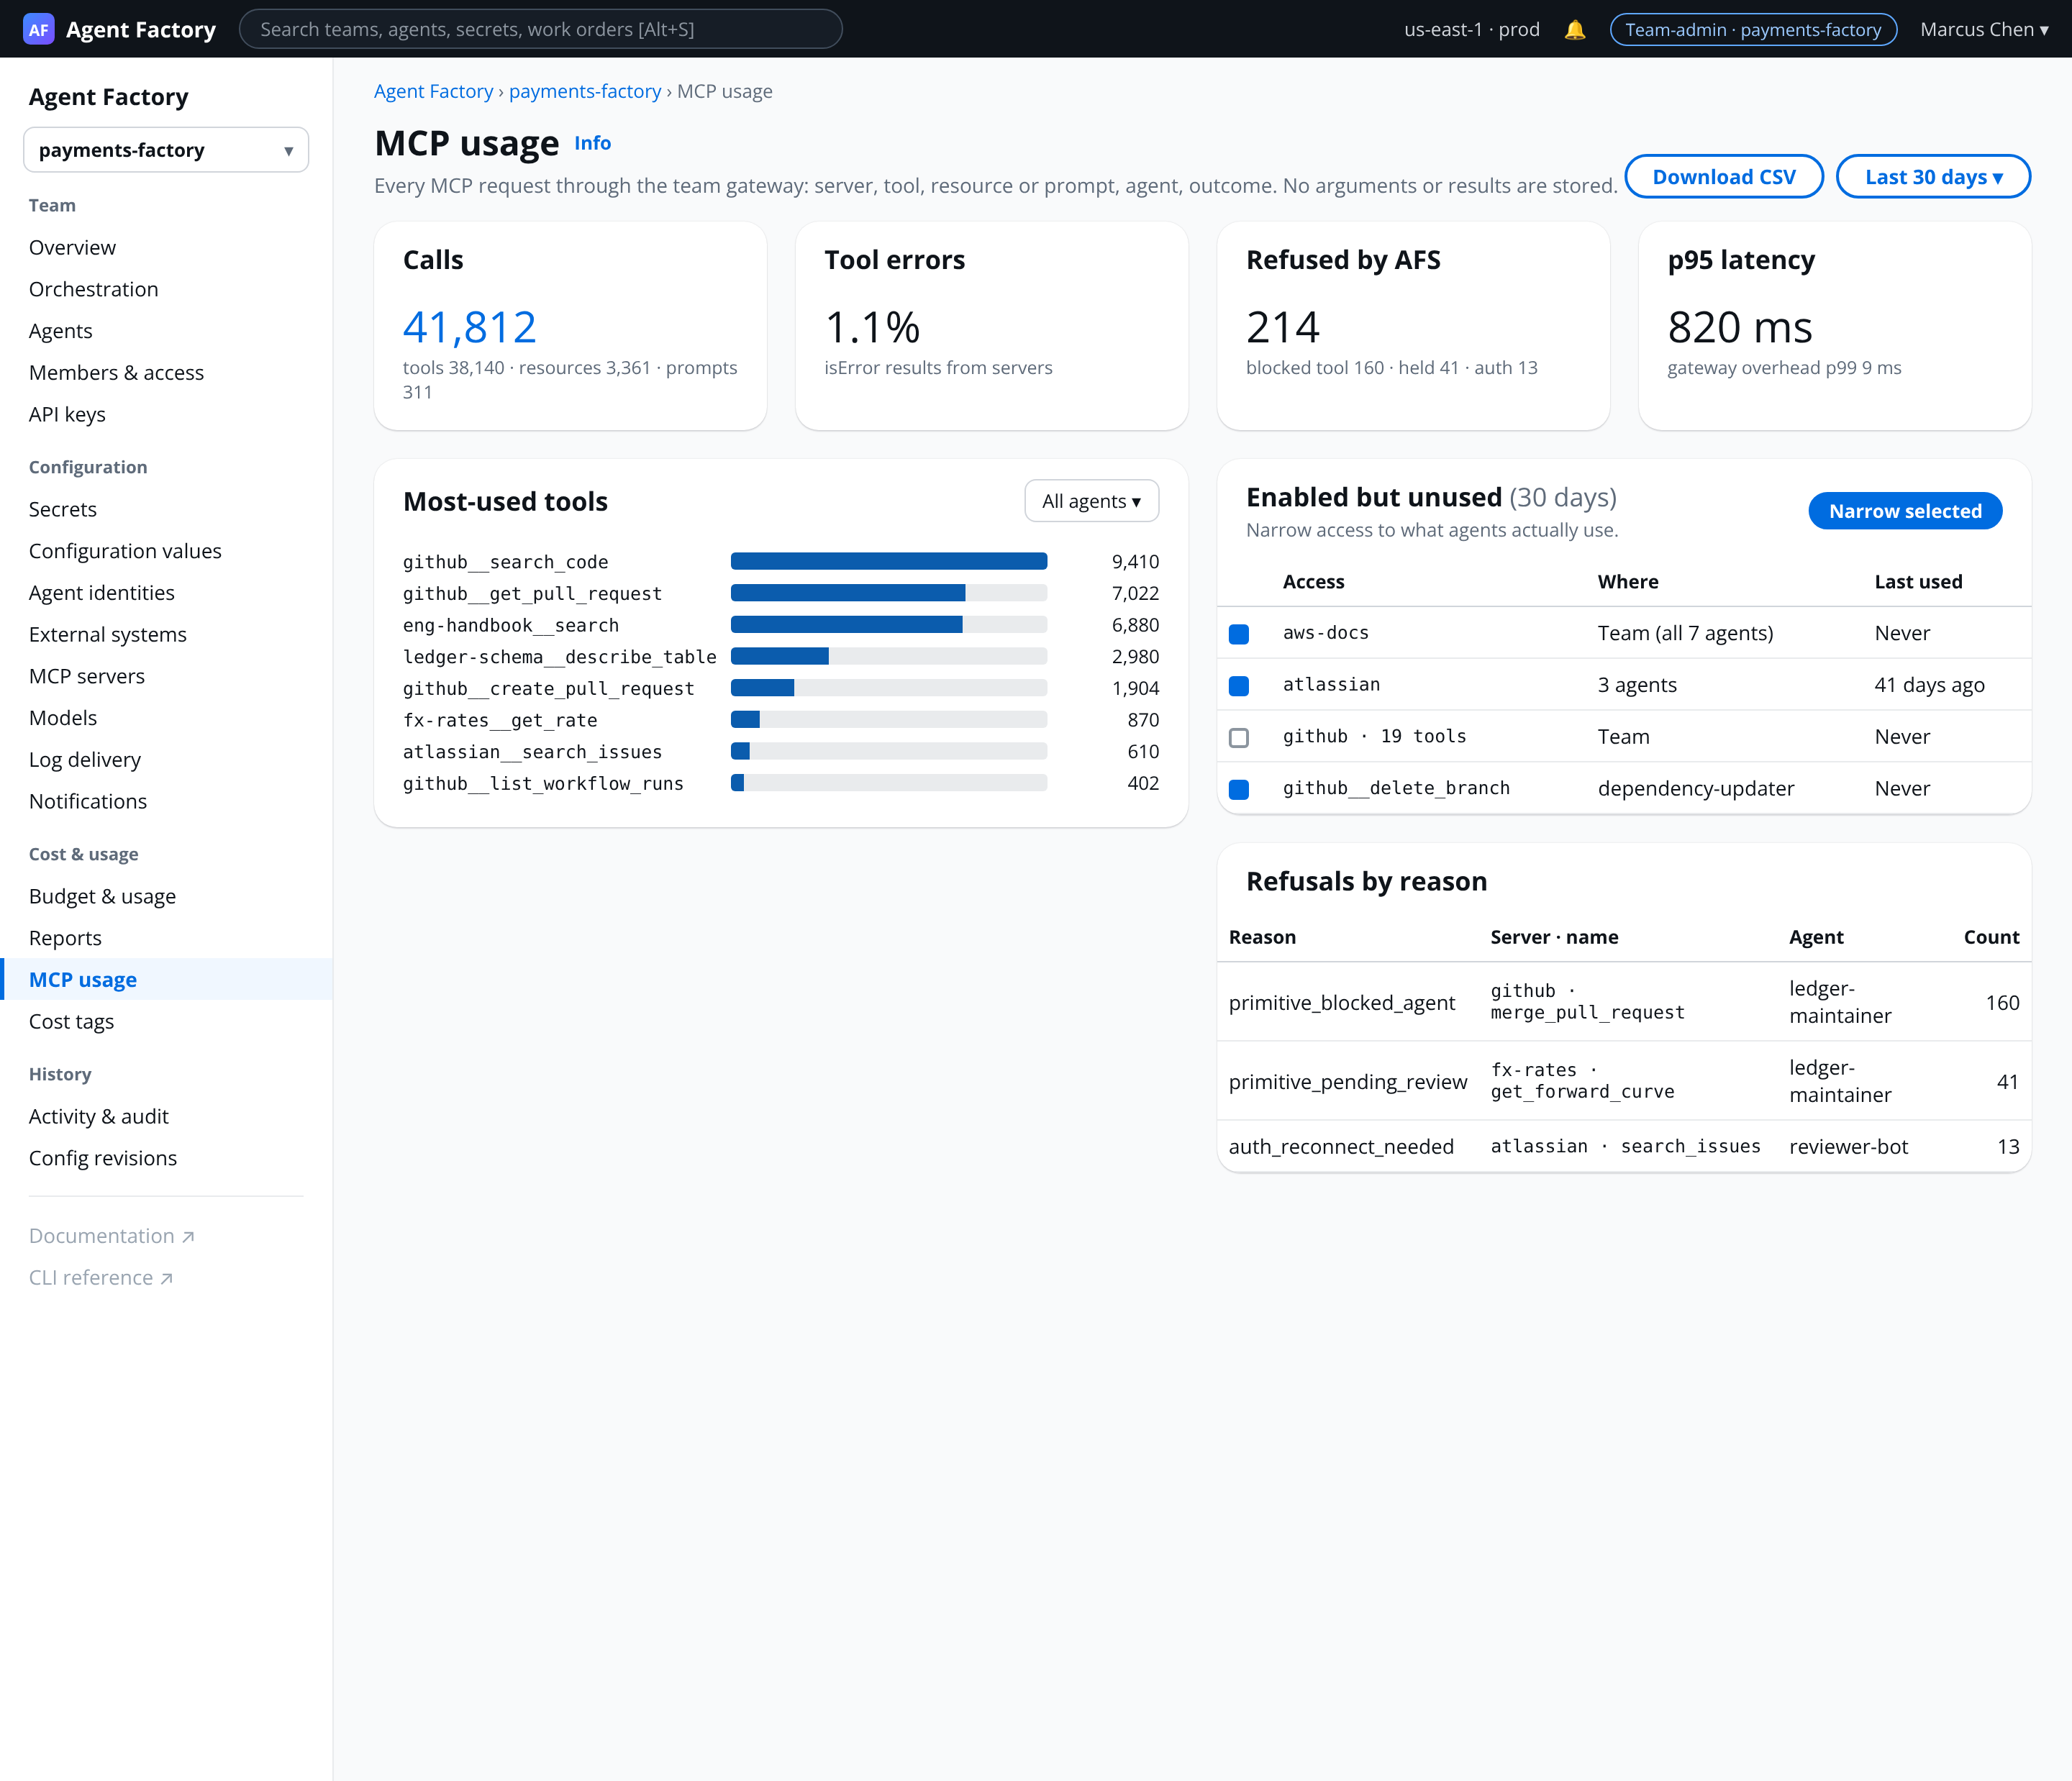 AF Agent Factory
Search teams, agents, secrets, work orders [Alt+S]
us-east-1 · prod
Team-admin · payments-factory
Marcus Chen ▾
Agent Factory
payments-factory ▾
Team
Overview
Orchestration
Agents
Members & access
API keys
Configuration
Secrets
Configuration values
Agent identities
External systems
MCP servers
Models
Log delivery
Notifications
Cost & usage
Budget & usage
Reports
MCP usage
Cost tags
History
Activity & audit
Config revisions
Documentation ↗
CLI reference ↗
Agent Factory › payments-factory › MCP usage
MCP usage Info
Every MCP request through the team gateway: server, tool, resource or prompt, agent, outcome. No arguments or results are stored.
Download CSV
Last 30 days ▾
Calls
41,812
tools 38,140 · resources 3,361 · prompts
311
Tool errors
1.1%
isError results from servers
Refused by AFS
214
blocked tool 160 · held 41 · auth 13
p95 latency
820 ms
gateway overhead p99 9 ms
Most-used tools
All agents ▾
github__search_code 9,410
github__get_pull_request 7,022
eng-handbook__search 6,880
ledger-schema__describe_table 2,980
github__create_pull_request 1,904
fx-rates__get_rate 870
atlassian__search_issues 610
github__list_workflow_runs 402
Enabled but unused (30 days)
Narrow access to what agents actually use.
Narrow selected
Access Where Last used
aws-docs Team (all 7 agents) Never
atlassian 3 agents 41 days ago
github · 19 tools Team Never
github__delete_branch dependency-updater Never
Refusals by reason
Reason Server · name Agent Count
primitive_blocked_agent github · merge_pull_request ledger-maintainer 160
primitive_pending_review fx-rates · get_forward_curve ledger-maintainer 41
auth_reconnect_needed atlassian · search_issues reviewer-bot 13